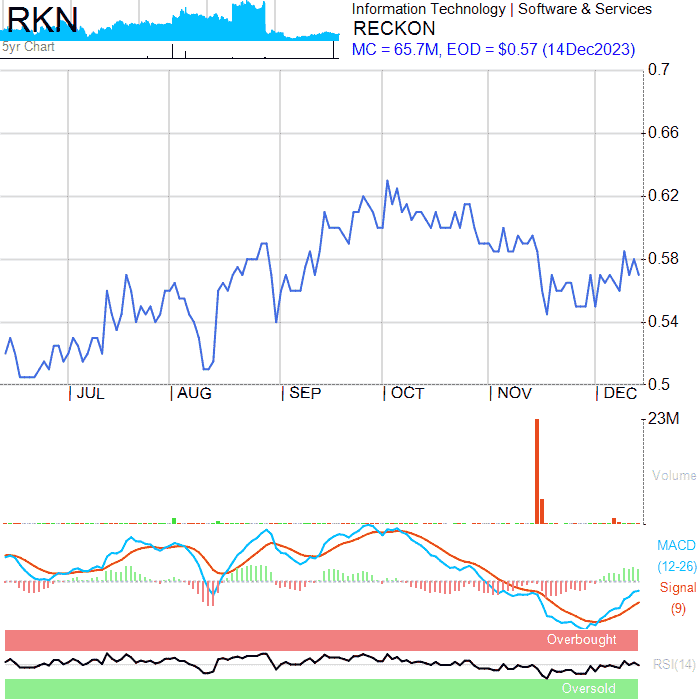 RKN
5yr Chart
Information Technology | Software & Services
RECKON
MC = 65.7M, EOD = $0.57 (14Dec2023)
0.7
0.66
0.62
0.58
0.54
0.5
JUL AUG SEP OCT NOV DEC
23M
Volume
MACD
(12-26)
Signal
(9)
Overbought
RSI(14)
Oversold